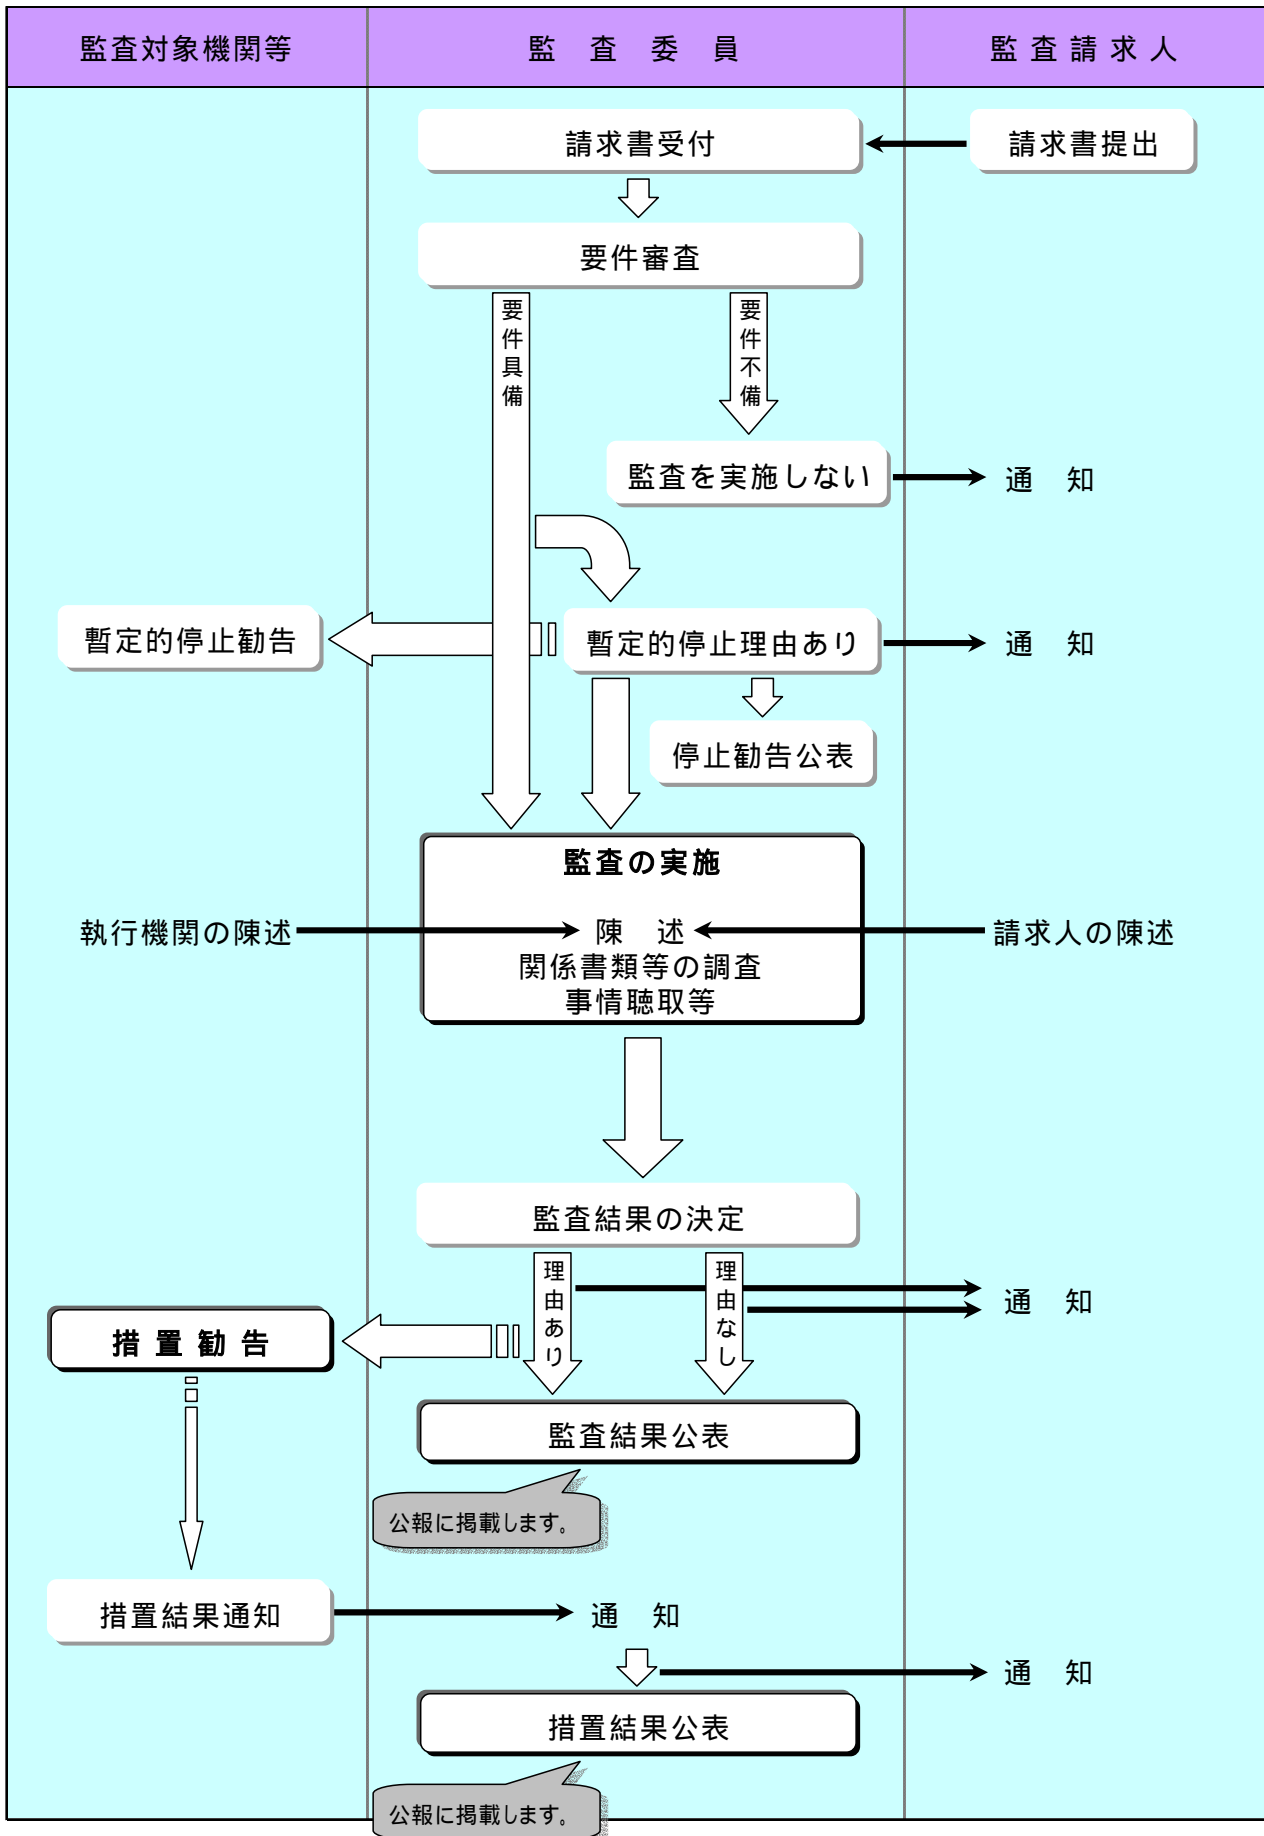 監査対象機関等
監　査　委　員
監 査 請 求 人
請求書受付
請求書提出
要件審査
要件具備
要件不備
監査を実施しない
通　知
暫定的停止勧告
暫定的停止理由あり
通　知
停止勧告公表
監査の実施
執行機関の陳述
陳　述
請求人の陳述
関係書類等の調査
事情聴取等
監査結果の決定
理由あり
理由なし
通　知
措 置 勧 告
監査結果公表
公報に掲載します。
措置結果通知
通　知
通　知
措置結果公表
公報に掲載します。